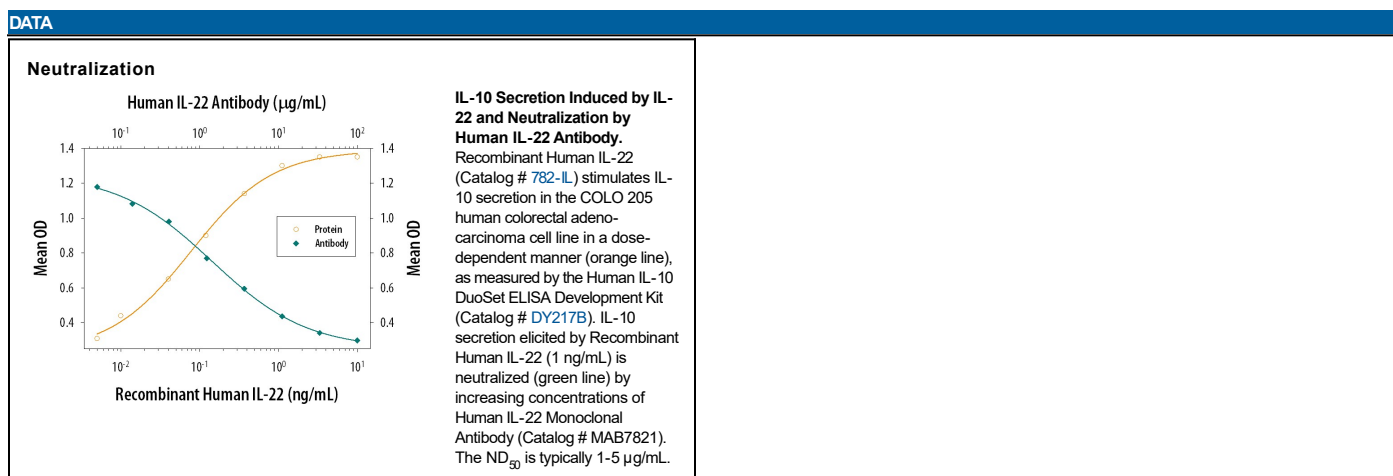 DATA
Neutralization
Human IL-22 Antibody (µg/mL)
10⁻¹ 10⁰ 10¹ 10²
1.4 1.4
1.2 1.2
1.0 1.0
0.8 0.8
0.6 0.6
0.4 0.4
Mean OD
Mean OD
Protein
Antibody
10⁻² 10⁻¹ 10⁰ 10¹
Recombinant Human IL-22 (ng/mL)
IL-10 Secretion Induced by IL-
22 and Neutralization by
Human IL-22 Antibody.
Recombinant Human IL-22
(Catalog # 782-IL) stimulates IL-
10 secretion in the COLO 205
human colorectal adeno-
carcinoma cell line in a dose-
dependent manner (orange line),
as measured by the Human IL-10
DuoSet ELISA Development Kit
(Catalog # DY217B). IL-10
secretion elicited by Recombinant
Human IL-22 (1 ng/mL) is
neutralized (green line) by
increasing concentrations of
Human IL-22 Monoclonal
Antibody (Catalog # MAB7821).
The ND₅₀ is typically 1-5 µg/mL.